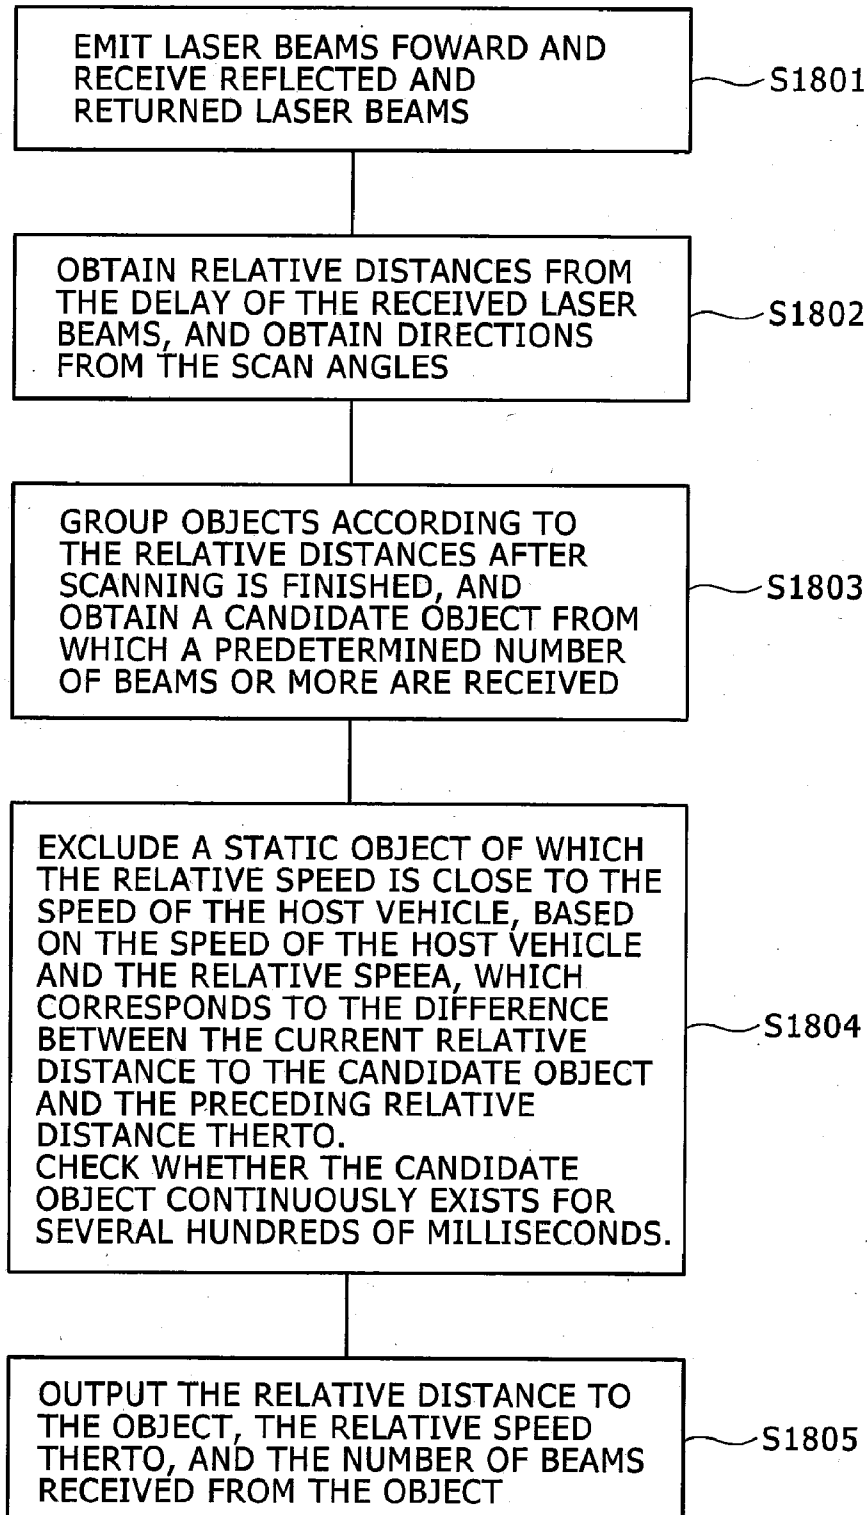 EMIT LASER BEAMS FOWARD AND
RECEIVE REFLECTED AND
RETURNED LASER BEAMS
S1801
OBTAIN RELATIVE DISTANCES FROM
THE DELAY OF THE RECEIVED LASER
BEAMS, AND OBTAIN DIRECTIONS
FROM THE SCAN ANGLES
S1802
GROUP OBJECTS ACCORDING TO
THE RELATIVE DISTANCES AFTER
SCANNING IS FINISHED, AND
OBTAIN A CANDIDATE OBJECT FROM
WHICH A PREDETERMINED NUMBER
OF BEAMS OR MORE ARE RECEIVED
S1803
EXCLUDE A STATIC OBJECT OF WHICH
THE RELATIVE SPEED IS CLOSE TO THE
SPEED OF THE HOST VEHICLE, BASED
ON THE SPEED OF THE HOST VEHICLE
AND THE RELATIVE SPEEA, WHICH
CORRESPONDS TO THE DIFFERENCE
BETWEEN THE CURRENT RELATIVE
DISTANCE TO THE CANDIDATE OBJECT
AND THE PRECEDING RELATIVE
DISTANCE THERTO.
CHECK WHETHER THE CANDIDATE
OBJECT CONTINUOUSLY EXISTS FOR
SEVERAL HUNDREDS OF MILLISECONDS.
S1804
OUTPUT THE RELATIVE DISTANCE TO
THE OBJECT, THE RELATIVE SPEED
THERTO, AND THE NUMBER OF BEAMS
RECEIVED FROM THE OBJECT
S1805